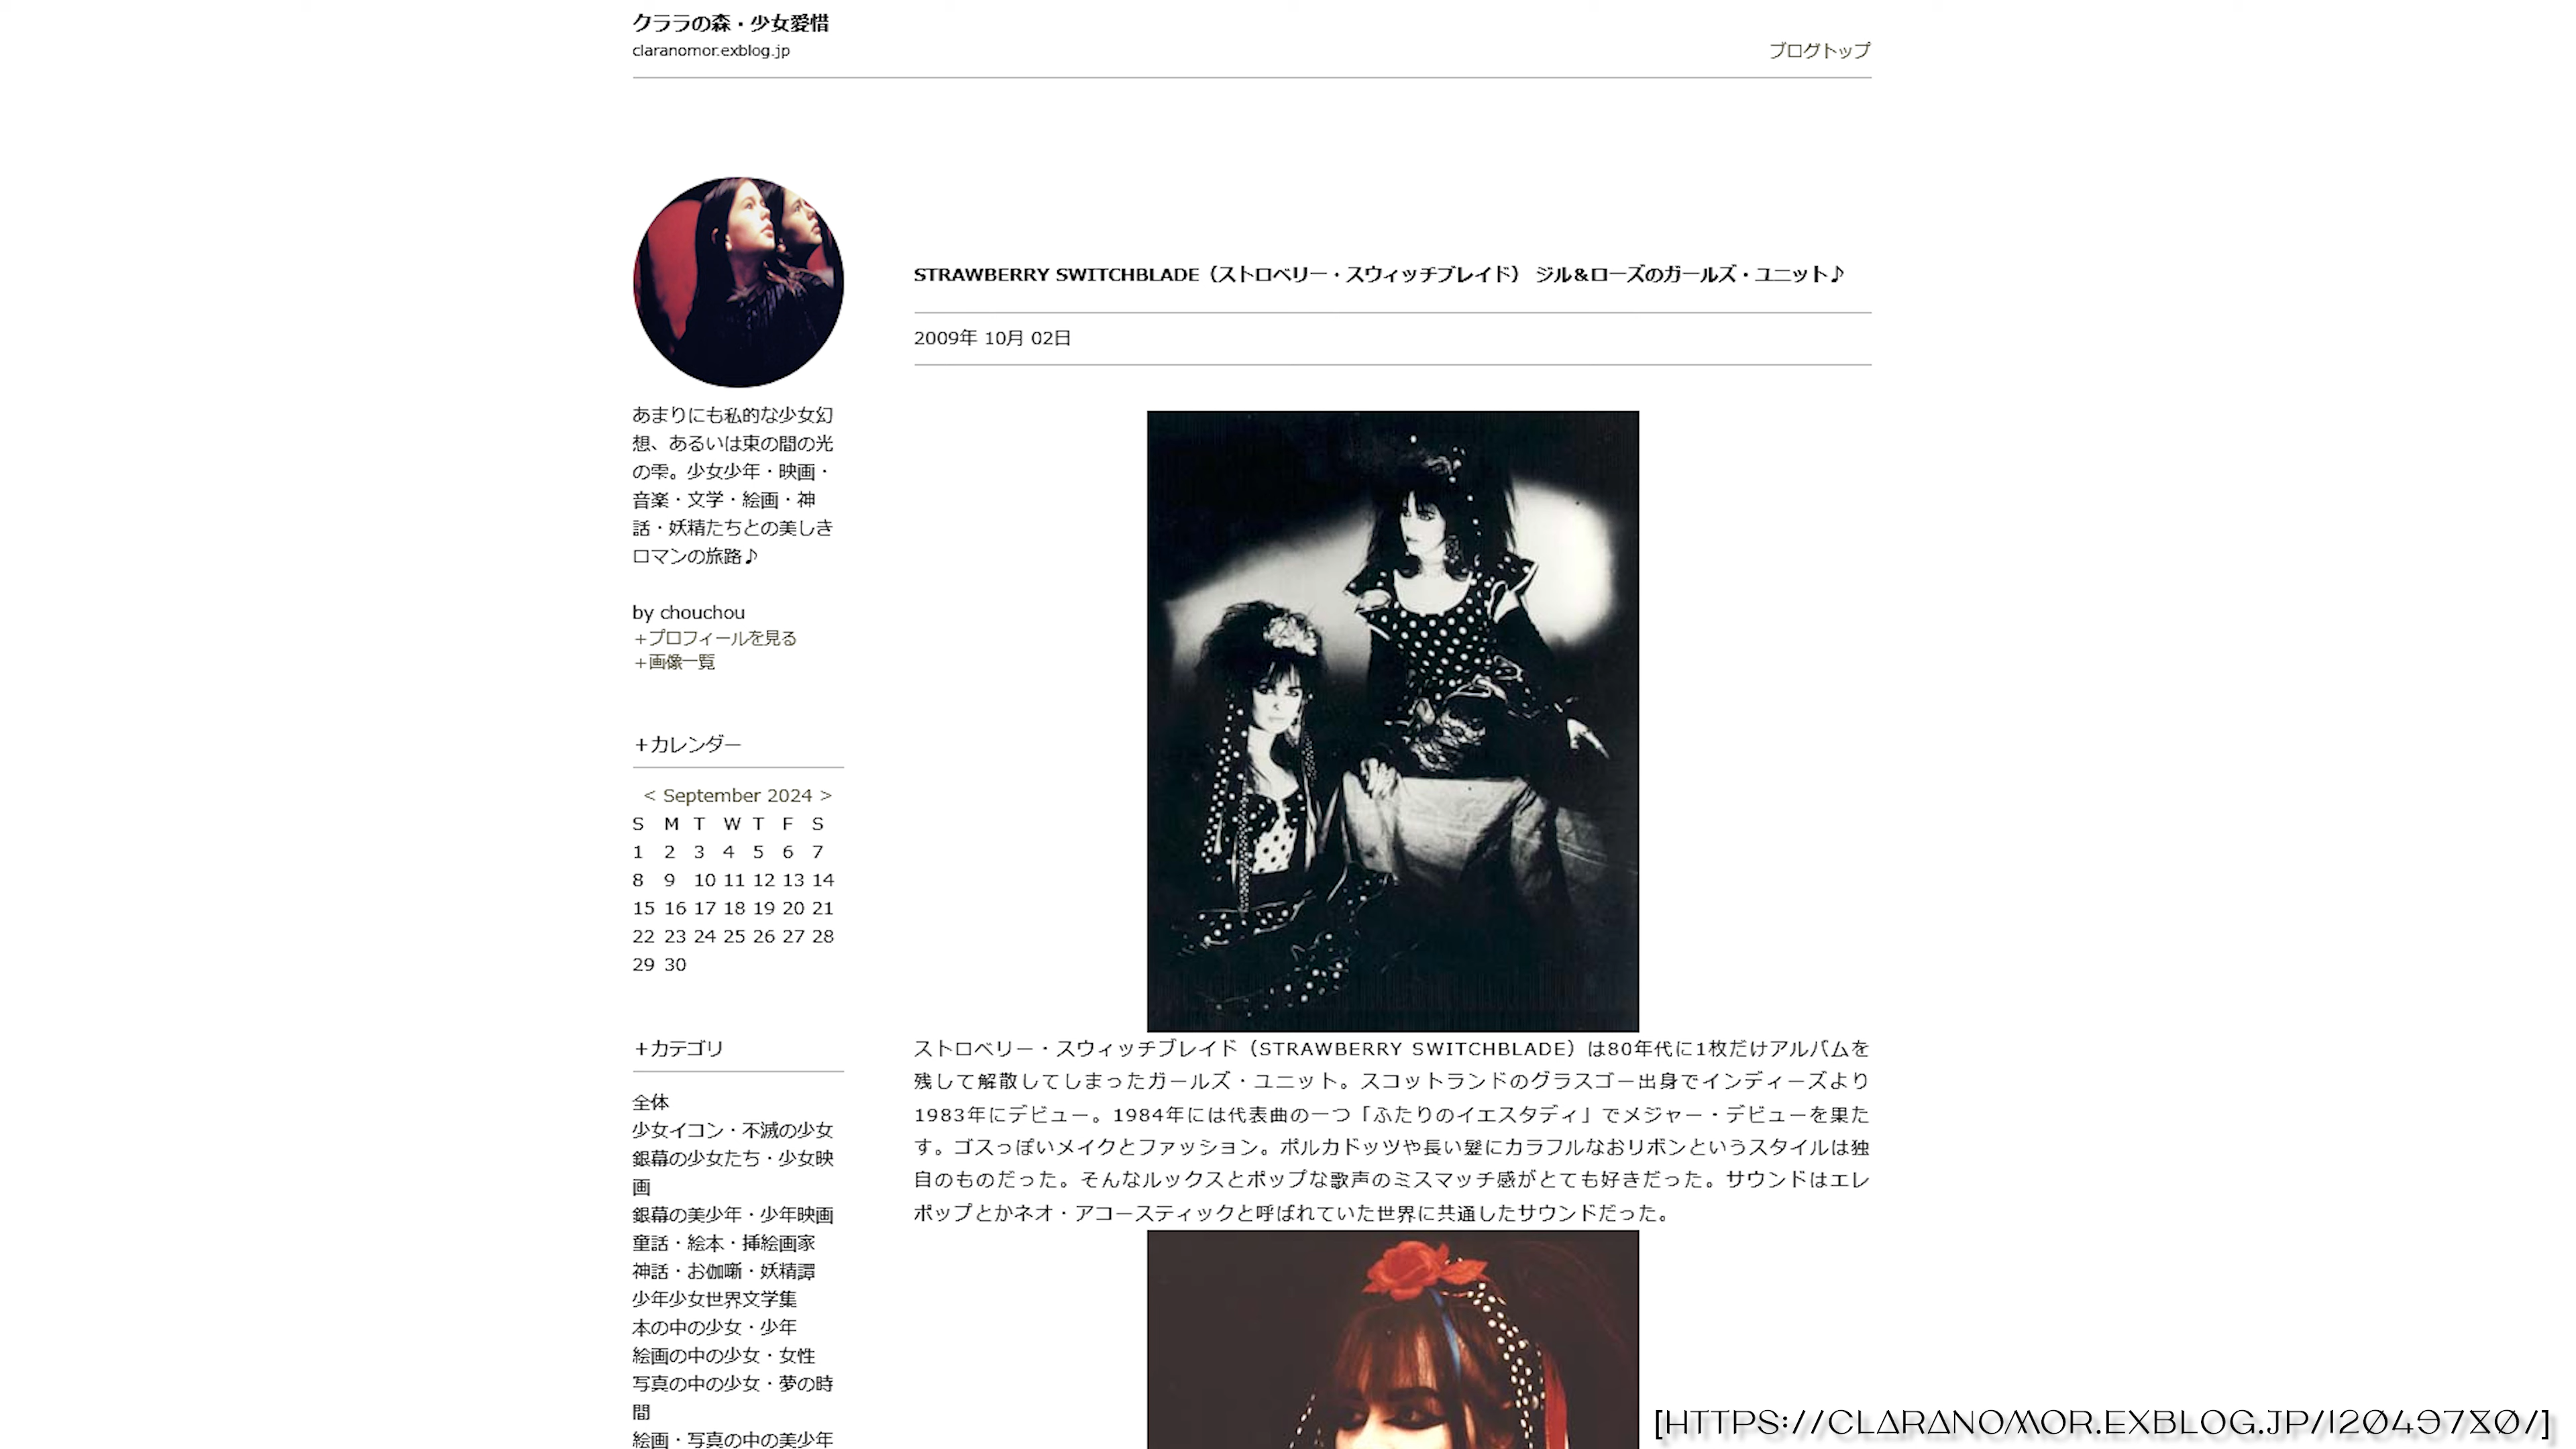 クララの森・少女愛惜
claranomor.exblog.jp
ブログトップ
あまりにも私的な少女幻
想、あるいは束の間の光
の雫。少女少年・映画・
音楽・文学・絵画・神
話・妖精たちとの美しき
ロマンの旅路♪
by chouchou
+プロフィールを見る
+画像一覧
+カレンダー
< September 2024 >
S M T W T F S
1 2 3 4 5 6 7
8 9 10 11 12 13 14
15 16 17 18 19 20 21
22 23 24 25 26 27 28
29 30
+カテゴリ
全体
少女イコン・不滅の少女
銀幕の少女たち・少女映
画
銀幕の美少年・少年映画
童話・絵本・挿絵画家
神話・お伽噺・妖精譚
少年少女世界文学集
本の中の少女・少年
絵画の中の少女・女性
写真の中の少女・夢の時
間
絵画・写真の中の美少年
STRAWBERRY SWITCHBLADE（ストロベリー・スウィッチブレイド） ジル&ローズのガールズ・ユニット♪
2009年 10月 02日
ストロベリー・スウィッチブレイド（STRAWBERRY SWITCHBLADE）は80年代に1枚だけアルバムを
残して解散してしまったガールズ・ユニット。スコットランドのグラスゴー出身でインディーズより
1983年にデビュー。1984年には代表曲の一つ「ふたりのイエスタディ」でメジャー・デビューを果た
す。ゴスっぽいメイクとファッション。ポルカドッツや長い髪にカラフルなおリボンというスタイルは独
自のものだった。そんなルックスとポップな歌声のミスマッチ感がとても好きだった。サウンドはエレ
ポップとかネオ・アコースティックと呼ばれていた世界に共通したサウンドだった。
[HTTPS://CLARANOMOR.EXBLOG.JP/12049780/]